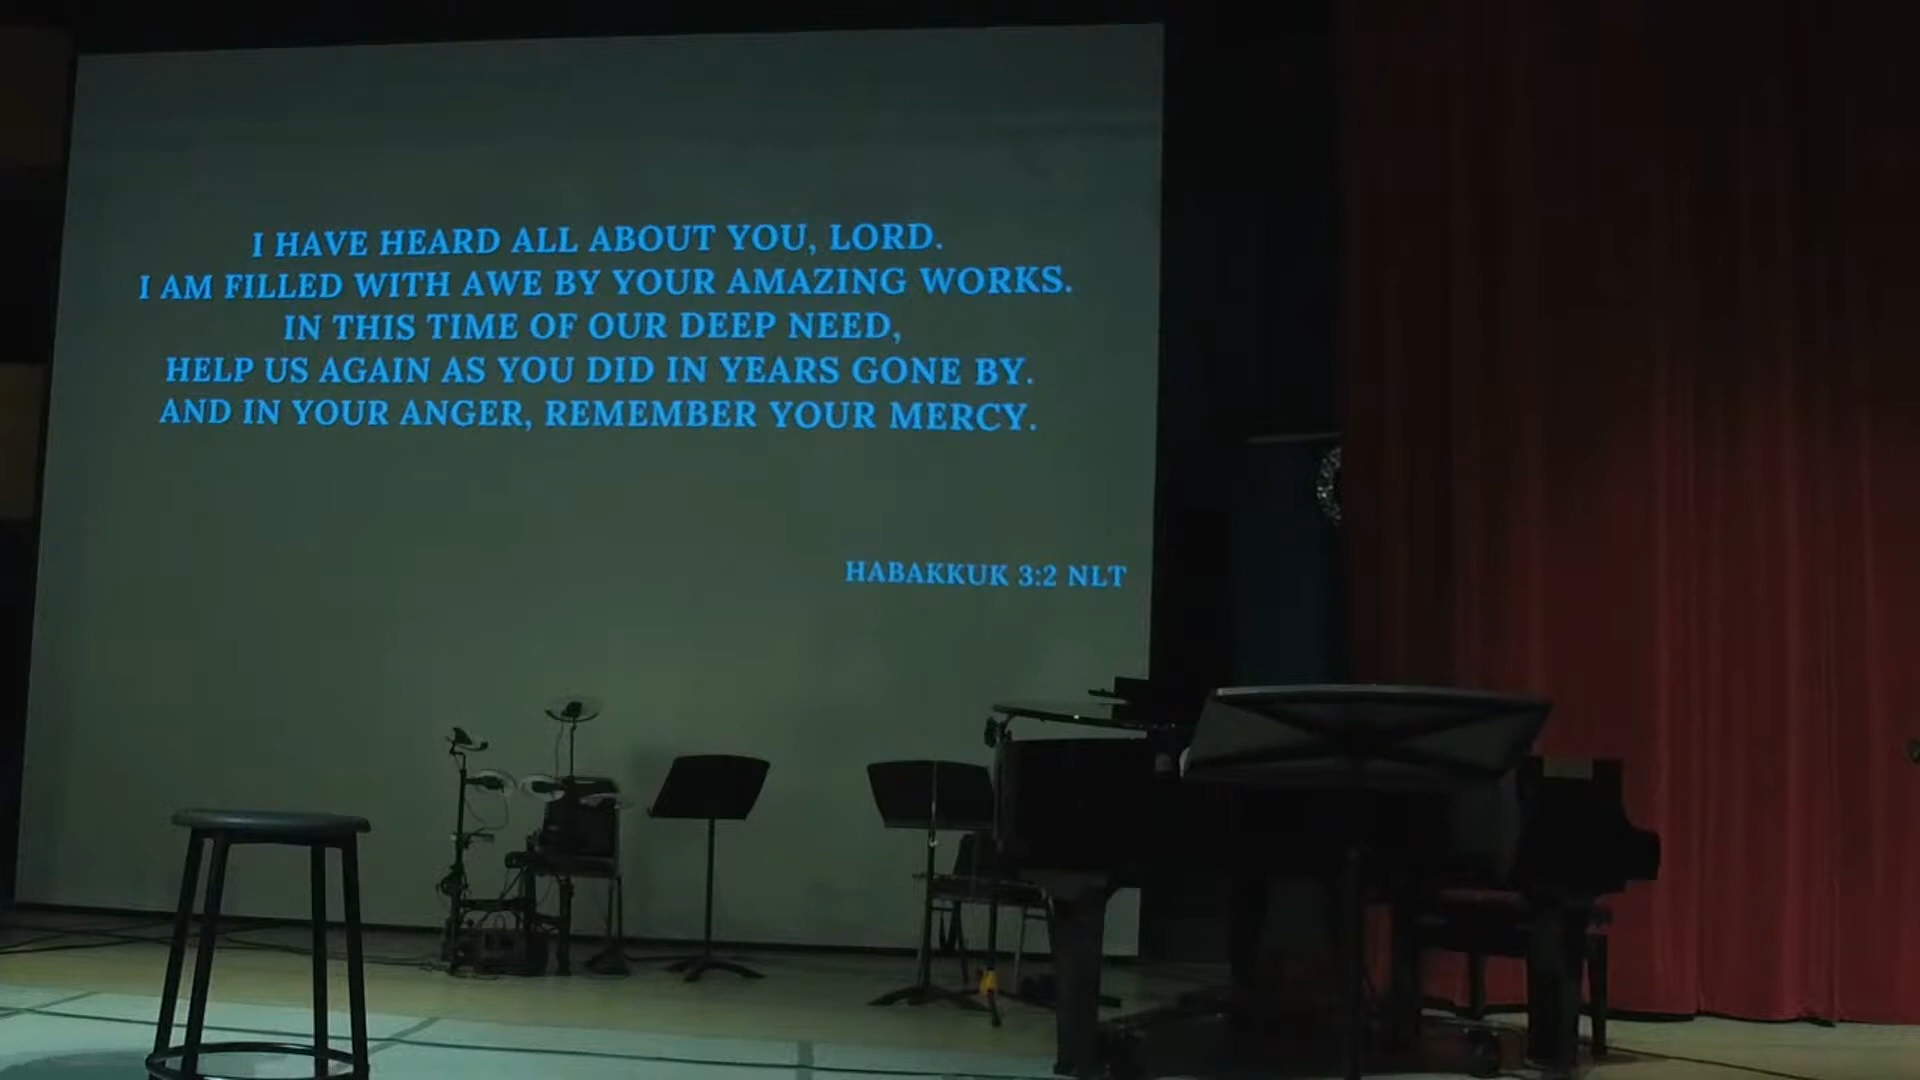 I HAVE HEARD ALL ABOUT YOU, LORD.
I AM FILLED WITH AWE BY YOUR AMAZING WORKS.
IN THIS TIME OF OUR DEEP NEED,
HELP US AGAIN AS YOU DID IN YEARS GONE BY.
AND IN YOUR ANGER, REMEMBER YOUR MERCY.
HABAKKUK 3:2 NLT